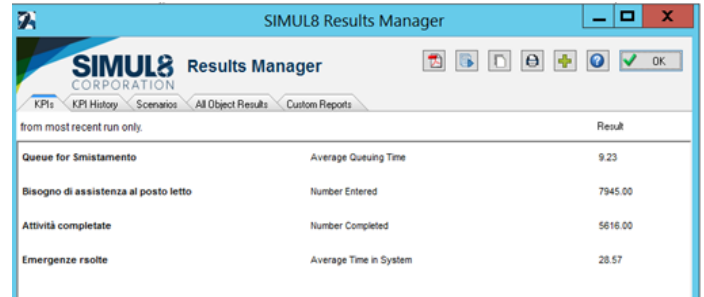 SIMUL8 Results Manager
SIMUL8 Results Manager
CORPORATION
OK
KPIs KPI History Scenarios All Object Results Custom Reports
from most recent run only. Result
Queue for Smistamento Average Queuing Time 9.23
Bisogno di assistenza al posto letto Number Entered 7945.00
Attività completate Number Completed 5616.00
Emergenze rsolte Average Time in System 28.57